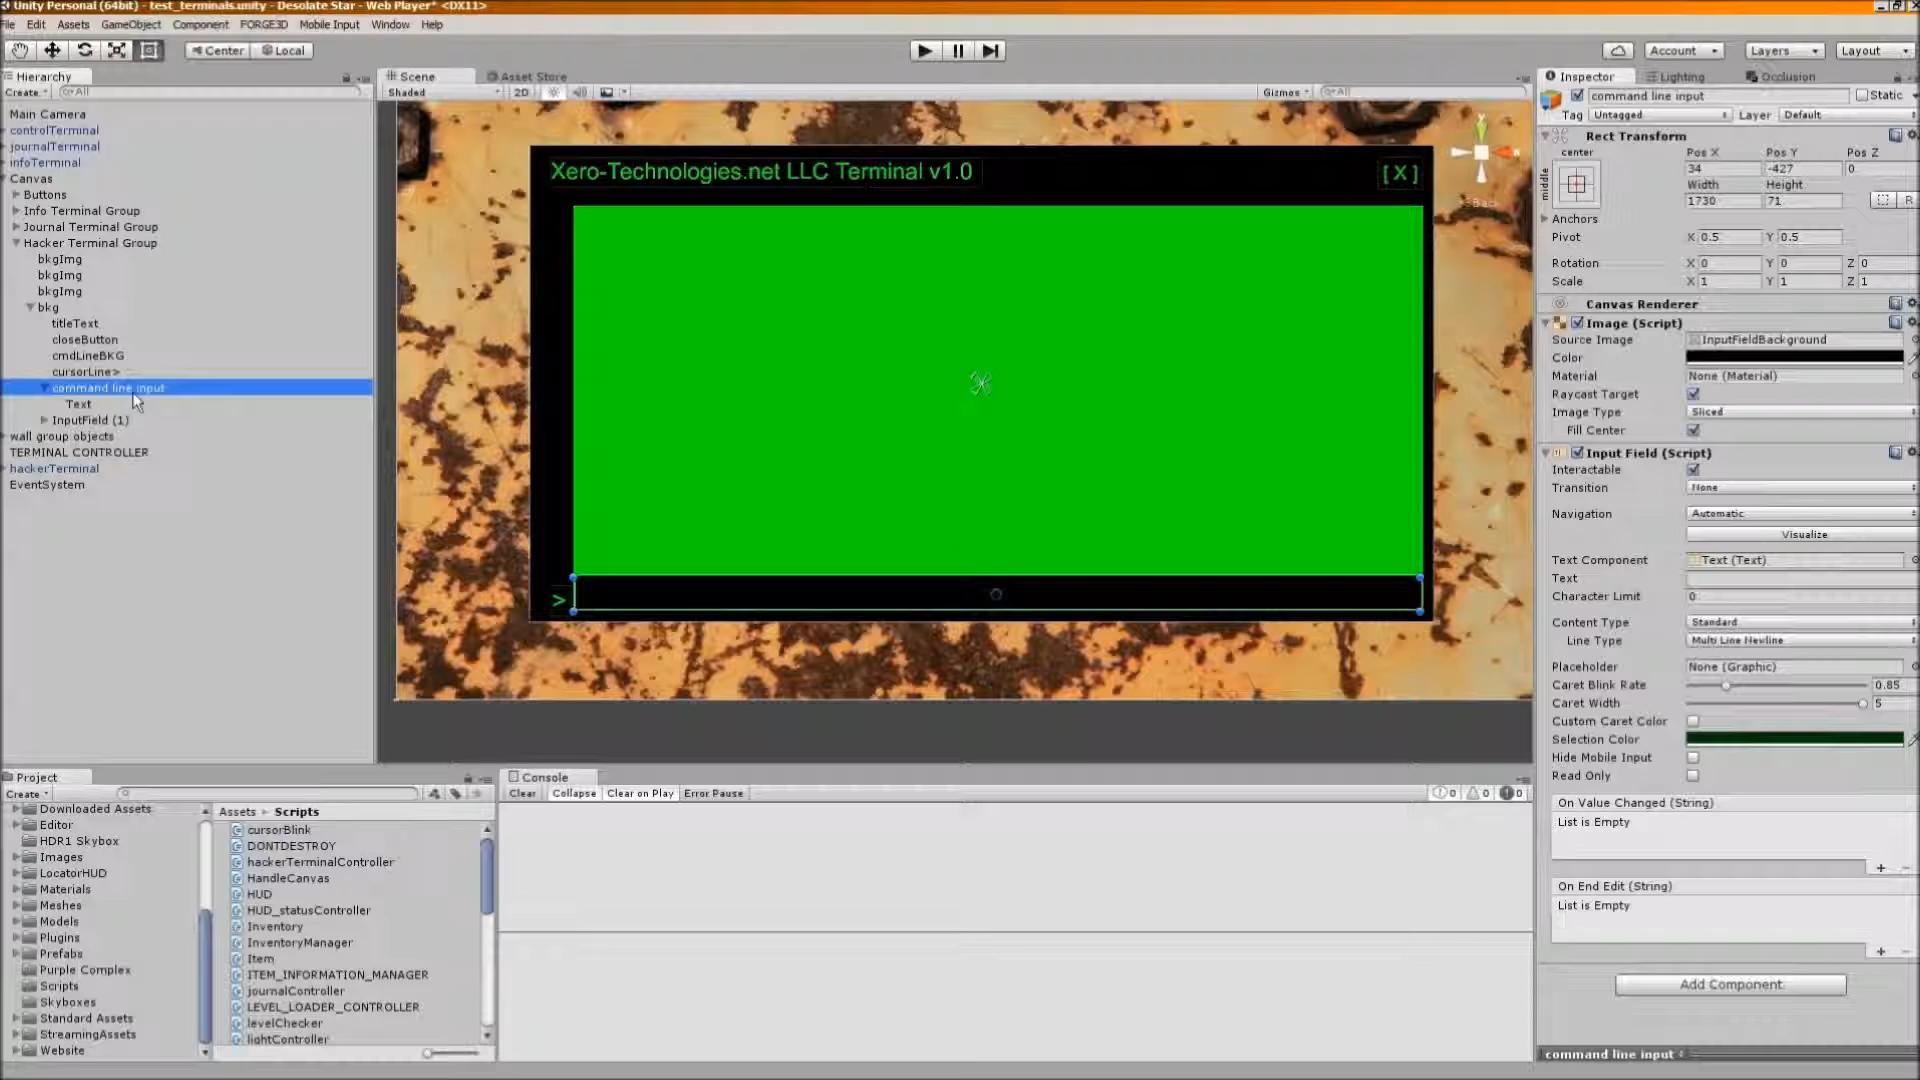 Unity Personal (64bit) - test_terminals.unity - Desolate Star - Web Player* <DX11>
File Edit Assets GameObject Component FORGE3D Mobile Input Window Help
Center Local Account Layers Layout
Hierarchy
Create All
Main Camera
controlTerminal
journalTerminal
infoTerminal
Canvas
Buttons
Info Terminal Group
Journal Terminal Group
Hacker Terminal Group
bkgImg
bkgImg
bkgImg
bkg
titleText
closeButton
cmdLineBKG
cursorLine>
command line input
Text
InputField (1)
wall group objects
TERMINAL CONTROLLER
hackerTerminal
EventSystem
Scene Asset Store
Shaded 2D Gizmos All
Xero-Technologies.net LLC Terminal v1.0 [X]
Back
>
Inspector Lighting Occlusion
command line input Static
Tag Untagged Layer Default
Rect Transform
center Pos X Pos Y Pos Z
middle 34 -427 0
Width Height
1730 71 R
Anchors
Pivot X 0.5 Y 0.5
Rotation X 0 Y 0 Z 0
Scale X 1 Y 1 Z 1
Canvas Renderer
Image (Script)
Source Image InputFieldBackground
Color
Material None (Material)
Raycast Target
Image Type Sliced
Fill Center
Input Field (Script)
Interactable
Transition None
Navigation Automatic
Visualize
Text Component Text (Text)
Text
Character Limit 0
Content Type Standard
Line Type Multi Line Newline
Placeholder None (Graphic)
Caret Blink Rate 0.85
Caret Width 5
Custom Caret Color
Selection Color
Hide Mobile Input
Read Only
On Value Changed (String)
List is Empty
+ -
On End Edit (String)
List is Empty
+ -
Add Component
command line input
Project
Create
Downloaded Assets
Editor
HDR1 Skybox
Images
LocatorHUD
Materials
Meshes
Models
Plugins
Prefabs
Purple Complex
Scripts
Skyboxes
Standard Assets
StreamingAssets
Website
Assets ▸ Scripts
cursorBlink
DONTDESTROY
hackerTerminalController
HandleCanvas
HUD
HUD_statusController
Inventory
InventoryManager
Item
ITEM_INFORMATION_MANAGER
journalController
LEVEL_LOADER_CONTROLLER
levelChecker
lightController
Console
Clear Collapse Clear on Play Error Pause 0 0 0